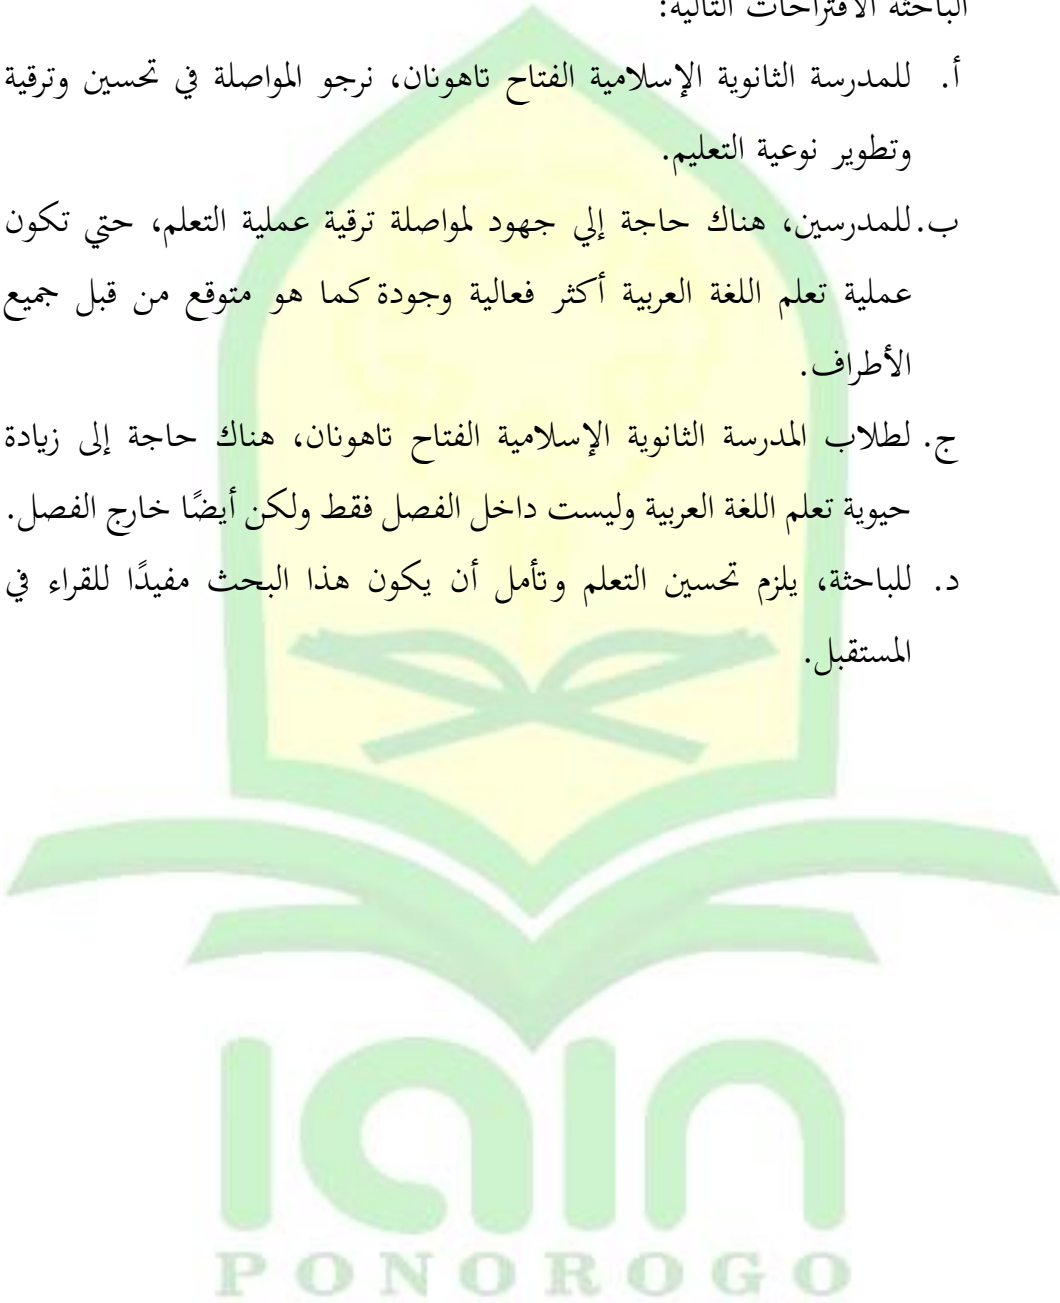 الباحثة الاقتراحات التالية:
أ. للمدرسة الثانوية الإسلامية الفتاح تاهونان، نرجو المواصلة في تحسين وترقية
وتطوير نوعية التعليم.
ب. للمدرسين، هناك حاجة إلي جهود لمواصلة ترقية عملية التعلم، حتي تكون
عملية تعلم اللغة العربية أكثر فعالية وجودة كما هو متوقع من قبل جميع
الأطراف.
ج. لطلاب المدرسة الثانوية الإسلامية الفتاح تاهونان، هناك حاجة إلى زيادة
حيوية تعلم اللغة العربية وليست داخل الفصل فقط ولكن أيضًا خارج الفصل.
د. للباحثة، يلزم تحسين التعلم وتأمل أن يكون هذا البحث مفيدًا للقراء في
المستقبل.
iain
PONOROGO